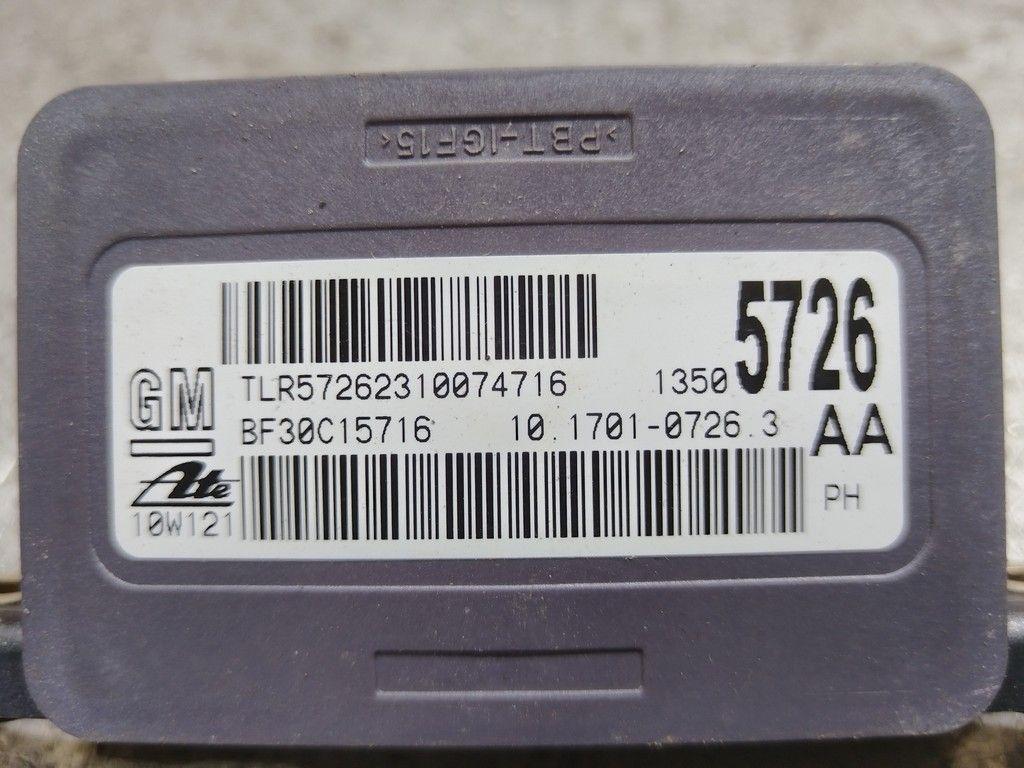 >PBT-IGF15<
GM
TLR57262310074716 1350 5726
BF30C15716 10.1701-0726.3 AA
Ate
10W121 PH